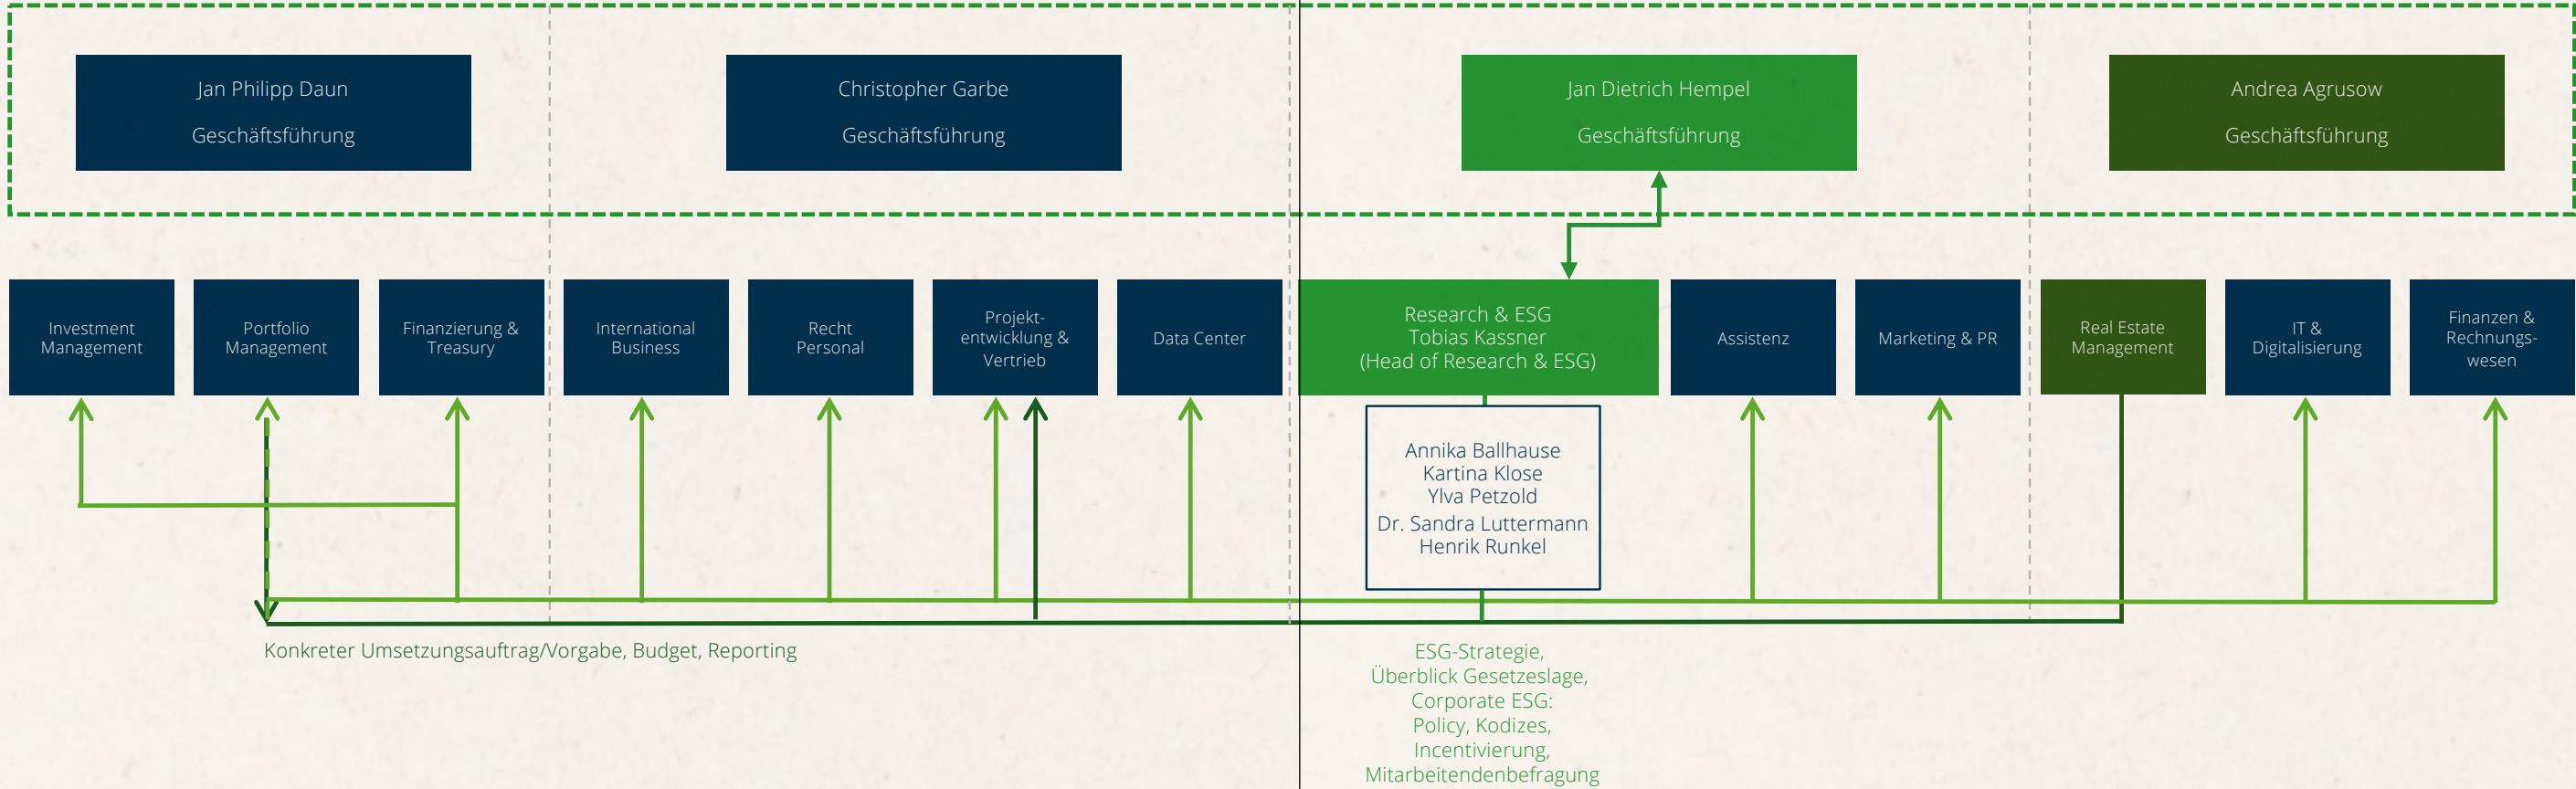 Jan Philipp Daun
Geschäftsführung
Christopher Garbe
Geschäftsführung
Jan Dietrich Hempel
Geschäftsführung
Andrea Agrusow
Geschäftsführung
Investment
Management
Portfolio
Management
Finanzierung &
Treasury
International
Business
Recht
Personal
Projekt-
entwicklung &
Vertrieb
Data Center
Research & ESG
Tobias Kassner
(Head of Research & ESG)
Assistenz
Marketing & PR
Real Estate
Management
IT &
Digitalisierung
Finanzen &
Rechnungs-
wesen
Annika Ballhause
Kartina Klose
Ylva Petzold
Dr. Sandra Luttermann
Henrik Runkel
Konkreter Umsetzungsauftrag/Vorgabe, Budget, Reporting
ESG-Strategie,
Überblick Gesetzeslage,
Corporate ESG:
Policy, Kodizes,
Incentivierung,
Mitarbeitendenbefragung